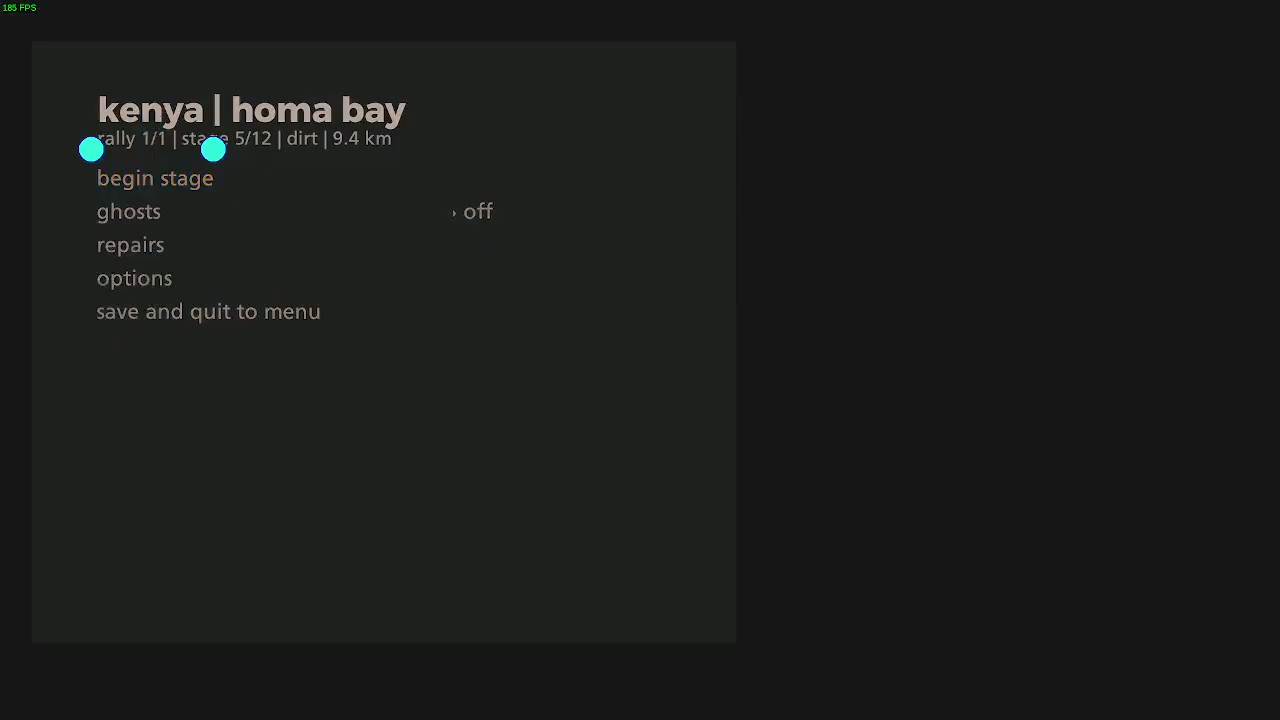 185 FPS
kenya | homa bay
rally 1/1 | stage 5/12 | dirt | 9.4 km
begin stage
ghosts › off
repairs
options
save and quit to menu